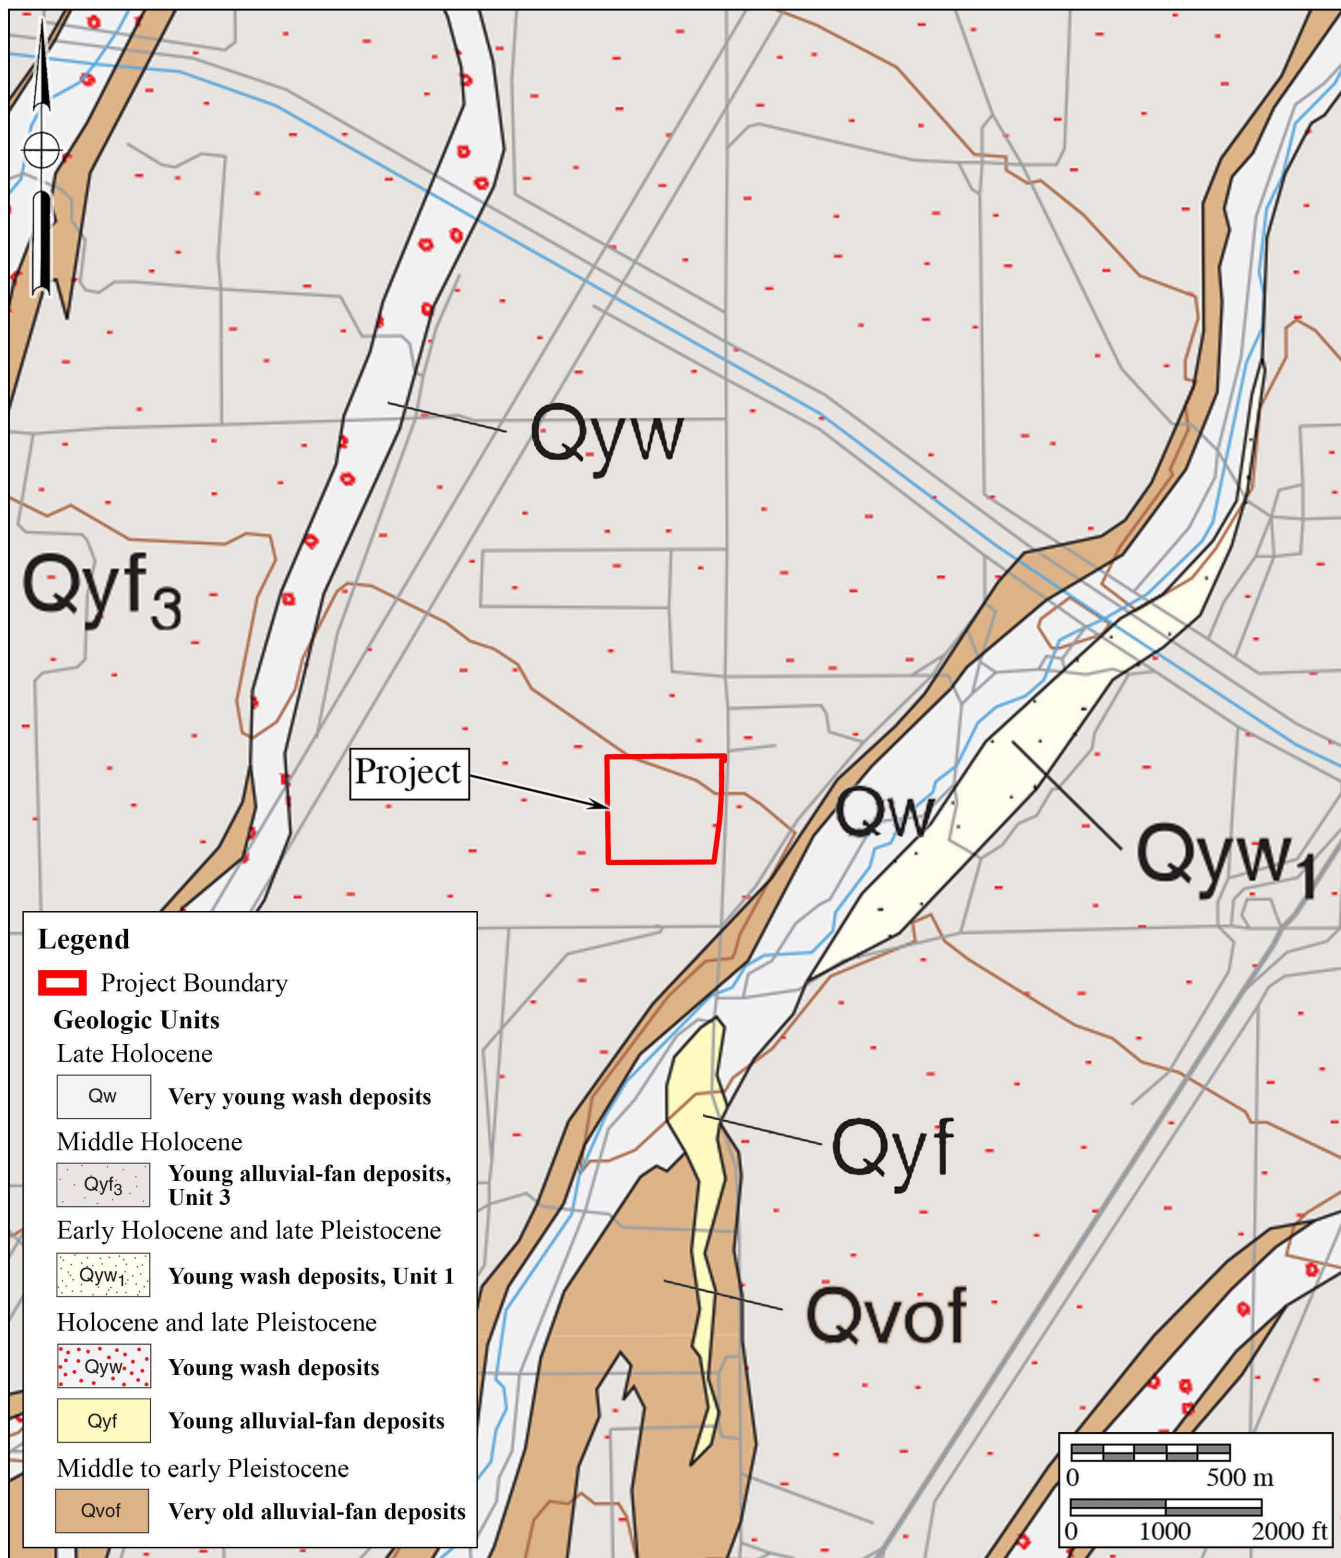 Qyw
Qyf3
Project
Qw
Qyw1
Qyf
Qvof
Legend
Project Boundary
Geologic Units
Late Holocene
Qw Very young wash deposits
Middle Holocene
Qyf3 Young alluvial-fan deposits,
Unit 3
Early Holocene and late Pleistocene
Qyw1 Young wash deposits, Unit 1
Holocene and late Pleistocene
Qyw Young wash deposits
Qyf Young alluvial-fan deposits
Middle to early Pleistocene
Qvof Very old alluvial-fan deposits
0 500 m
0 1000 2000 ft